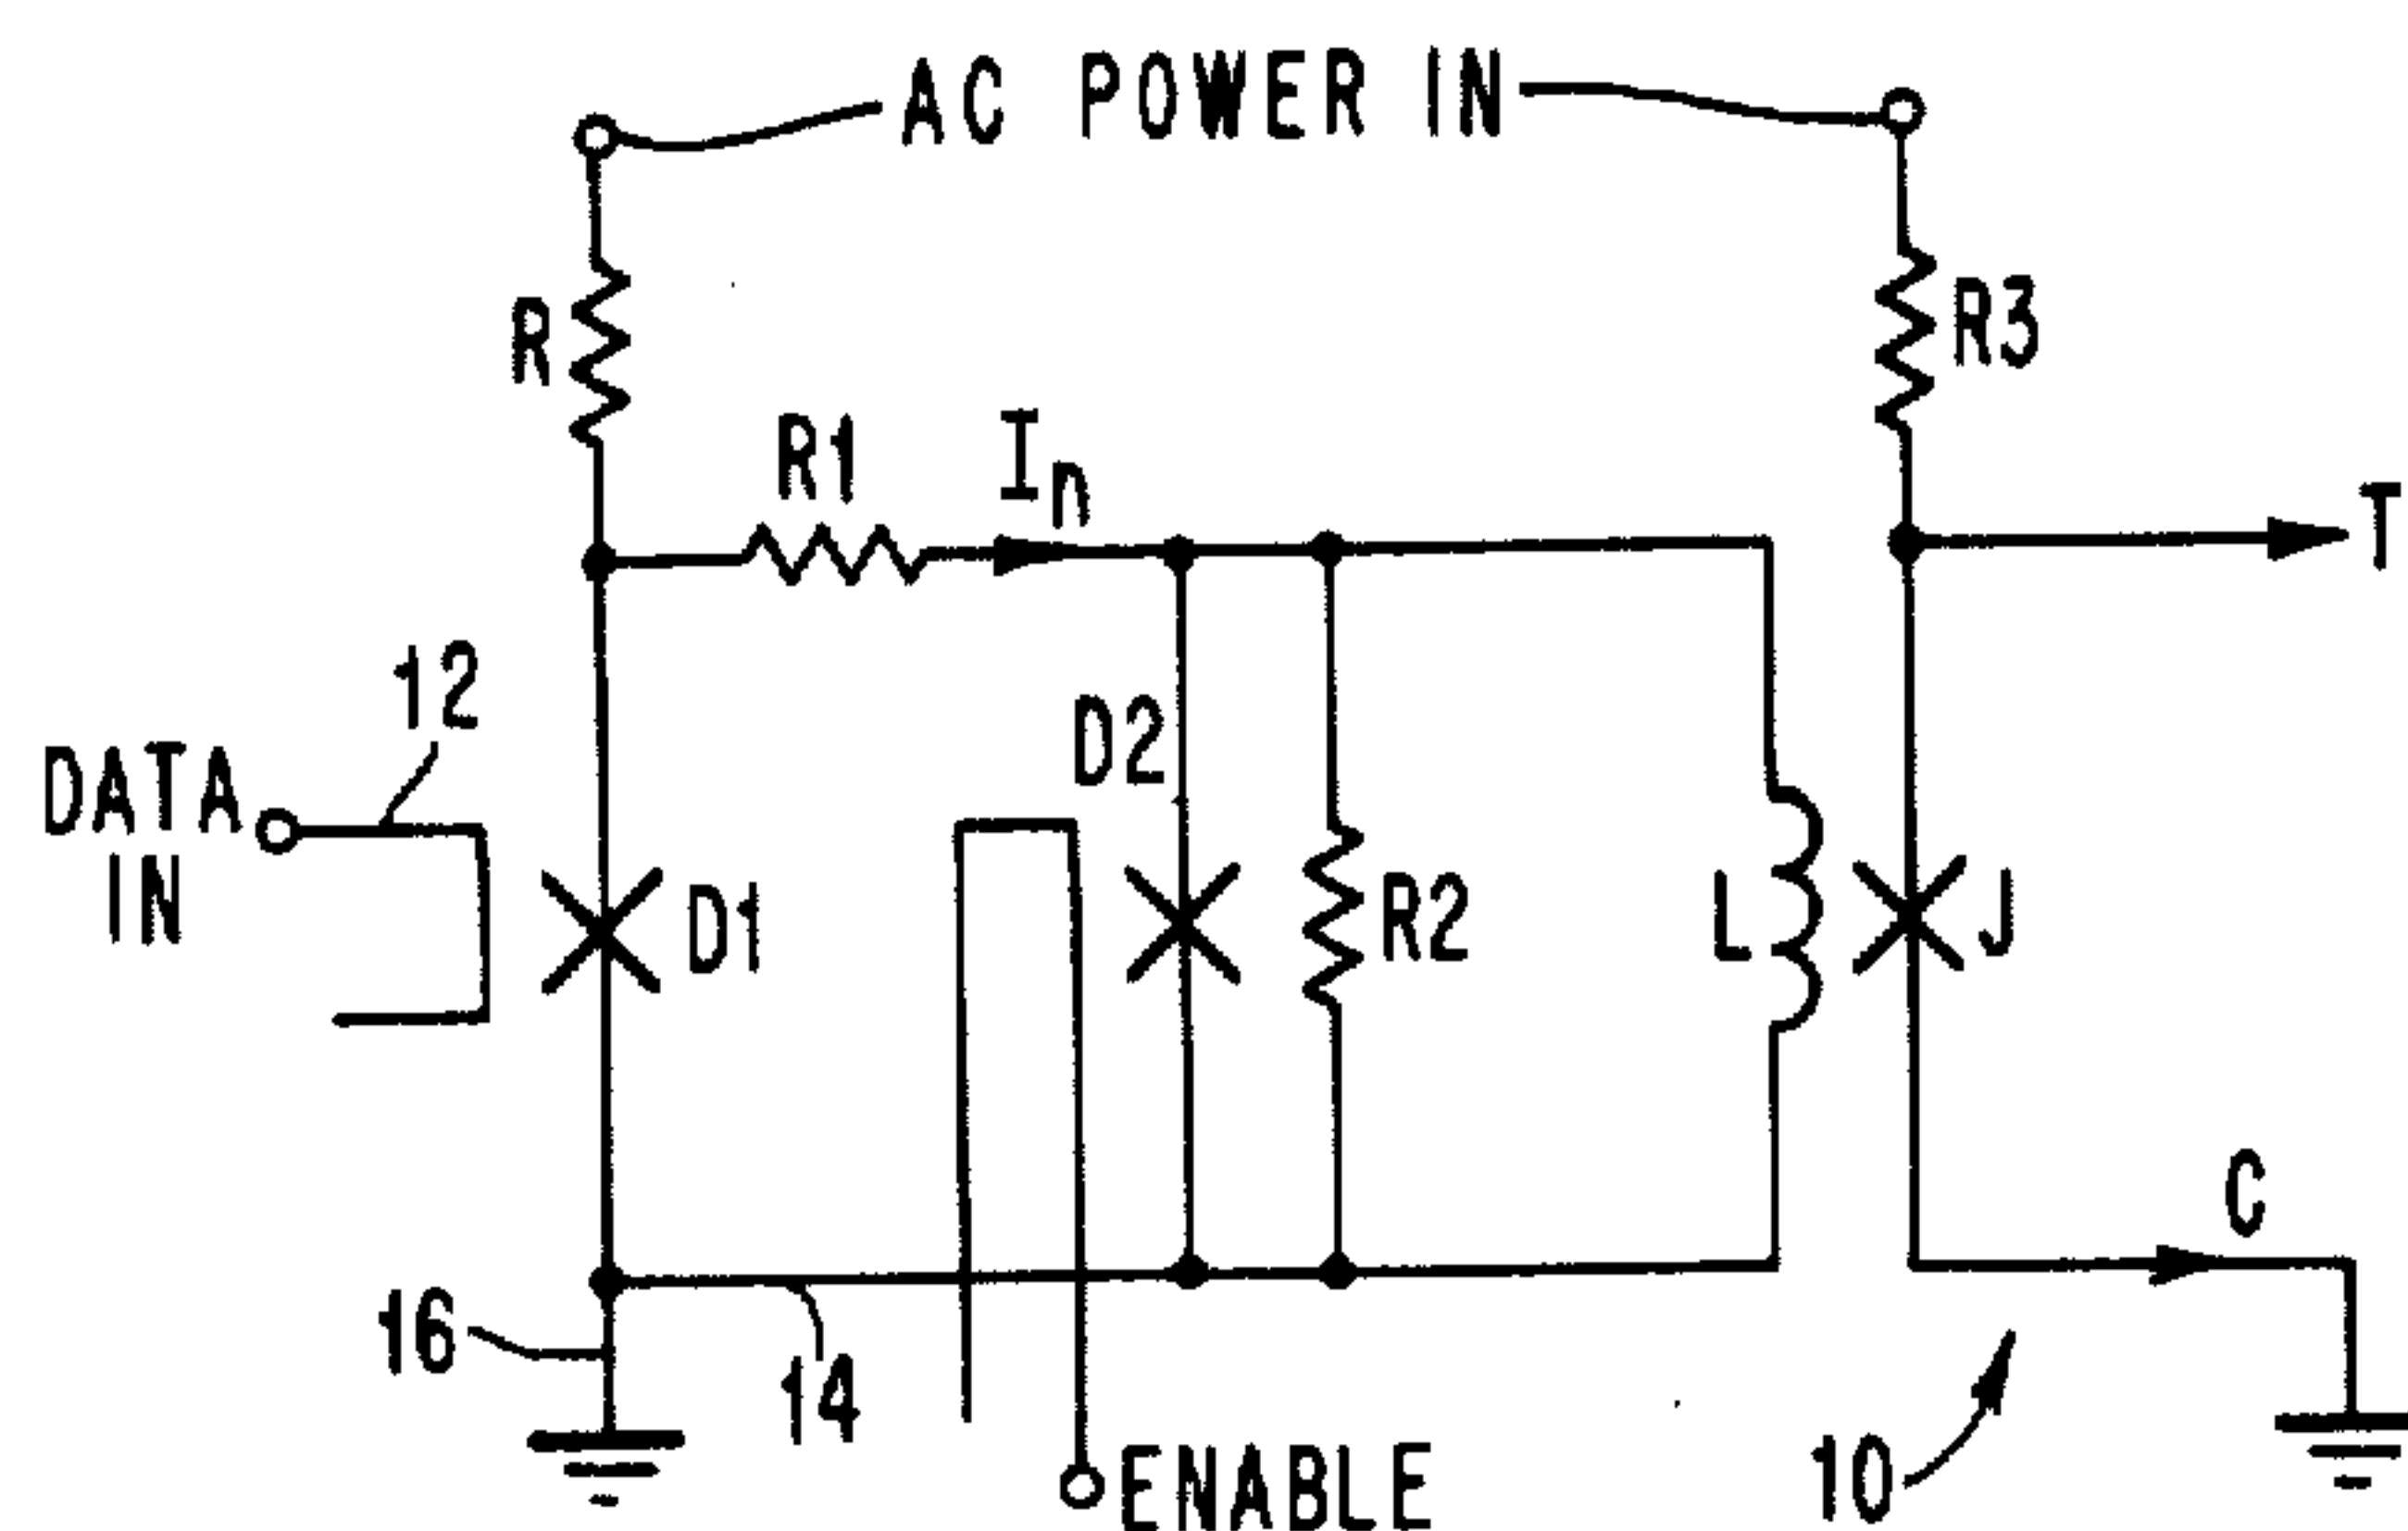 AC POWER IN
R
R3
R1
In
T
12
D2
DATA
IN
D1
R2
L
J
C
16
14
10
ENABLE